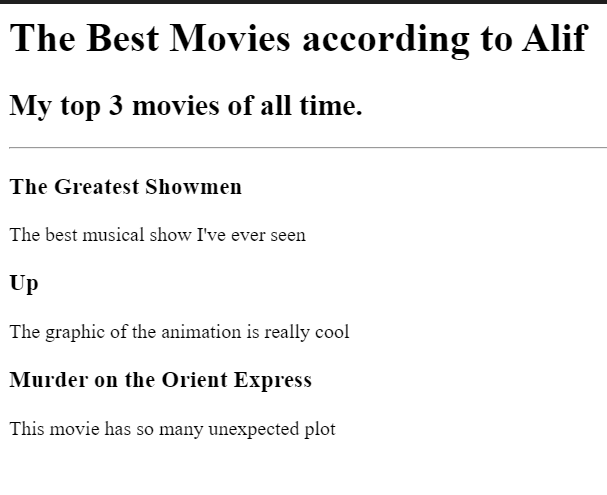 The Best Movies according to Alif
My top 3 movies of all time.
The Greatest Showmen
The best musical show I've ever seen
Up
The graphic of the animation is really cool
Murder on the Orient Express
This movie has so many unexpected plot